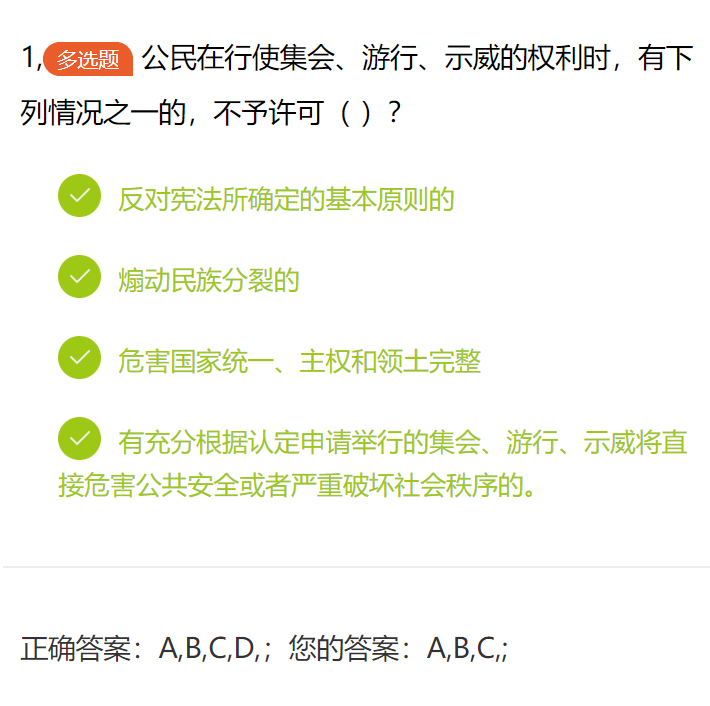 1,多选题 公民在行使集会、游行、示威的权利时，有下
列情况之一的，不予许可（ ）？
反对宪法所确定的基本原则的
煽动民族分裂的
危害国家统一、主权和领土完整
有充分根据认定申请举行的集会、游行、示威将直
接危害公共安全或者严重破坏社会秩序的。
正确答案：A,B,C,D,；您的答案：A,B,C,;